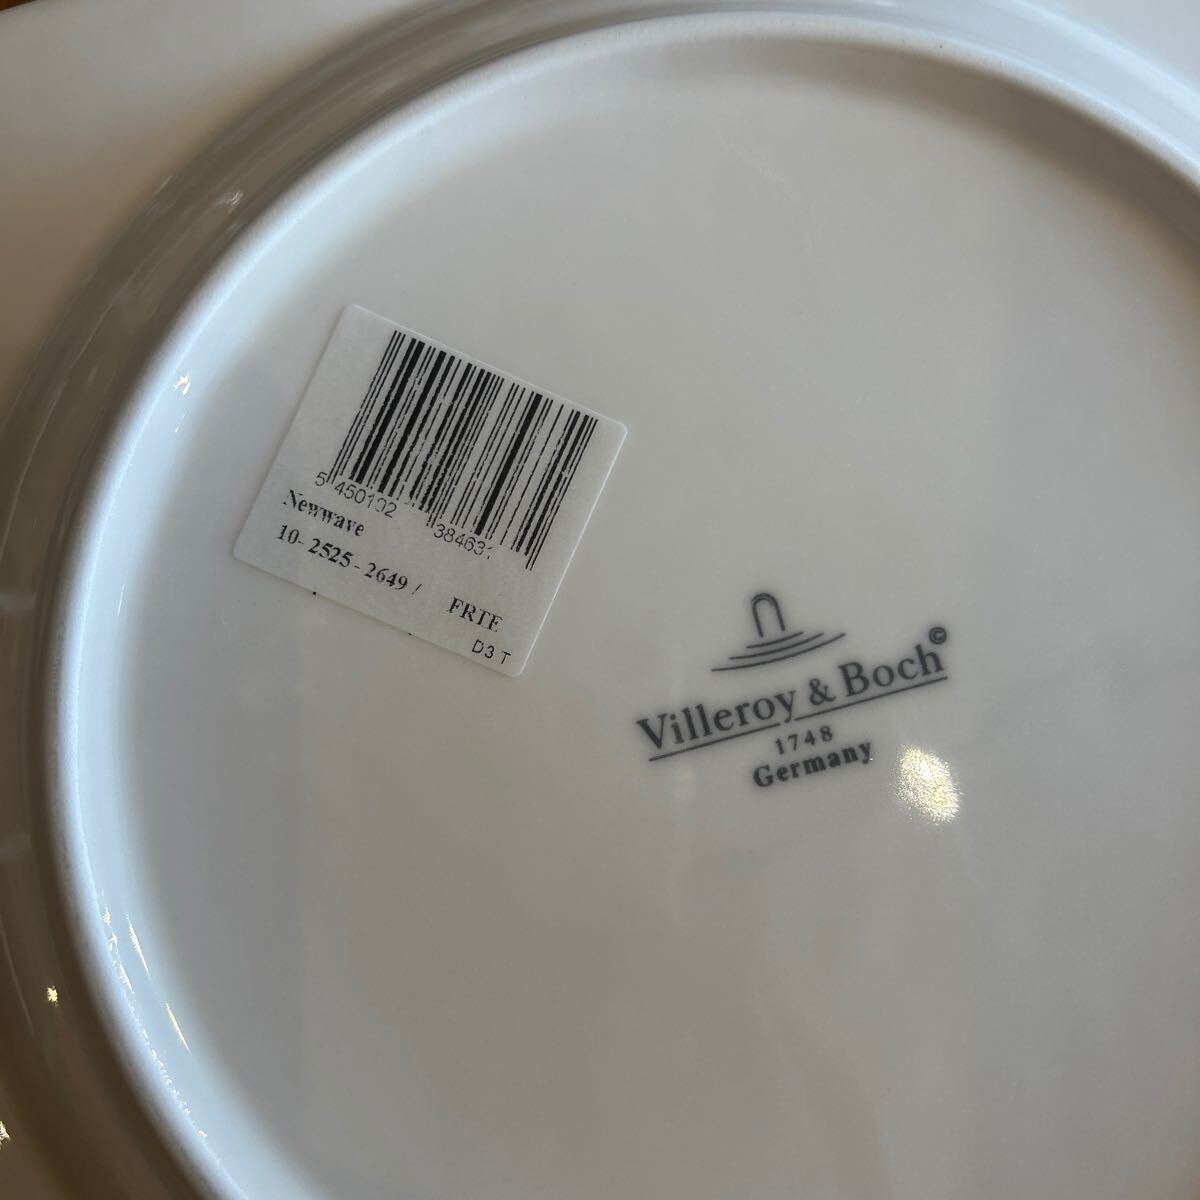 5 450102 384631
Newwave
10-2525-2649 / FRTE
D3 T
Villeroy & Boch ©
1748
Germany